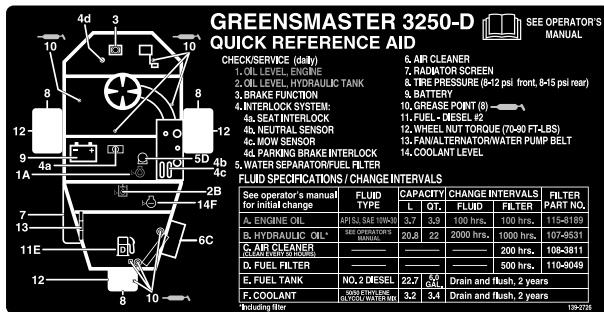 GREENSMASTER 3250-D
SEE OPERATOR'S
MANUAL
QUICK REFERENCE AID
CHECK/SERVICE (daily)
1. OIL LEVEL, ENGINE
2. OIL LEVEL, HYDRAULIC TANK
3. BRAKE FUNCTION
4. INTERLOCK SYSTEM:
4a. SEAT INTERLOCK
4b. NEUTRAL SENSOR
4c. MOW SENSOR
4d. PARKING BRAKE INTERLOCK
5. WATER SEPARATOR/FUEL FILTER
6. AIR CLEANER
7. RADIATOR SCREEN
8. TIRE PRESSURE (8-12 psi front, 8-15 psi rear)
9. BATTERY
10. GREASE POINT (8)
11. FUEL - DIESEL #2
12. WHEEL NUT TORQUE (70-90 FT-LBS)
13. FAN/ALTERNATOR/WATER PUMP BELT
14. COOLANT LEVEL
FLUID SPECIFICATIONS / CHANGE INTERVALS
See operator's manual for initial change
FLUID TYPE
CAPACITY
L
QT.
CHANGE INTERVALS
FLUID
FILTER
FILTER PART NO.
A. ENGINE OIL API SJ, SAE 10W-30 3.7 3.9 100 hrs. 100 hrs. 115-8189
B. HYDRAULIC OIL* SEE OPERATOR'S MANUAL 20.8 22 2000 hrs. 1000 hrs. 107-9531
C. AIR CLEANER (CLEAN EVERY 50 HOURS) 200 hrs. 108-3811
D. FUEL FILTER 500 hrs. 110-9049
E. FUEL TANK NO. 2 DIESEL 22.7 6.0 GAL. Drain and flush, 2 years
F. COOLANT 50/50 ETHYLENE GLYCOL/ WATER MIX 3.2 3.4 Drain and flush, 2 years
*Including filter
139-2726
4d
3
10
10
8
8
12
12
9
4a
1A
5D
4b
4c
2B
14F
7
13
11E
D
6C
12
8
10